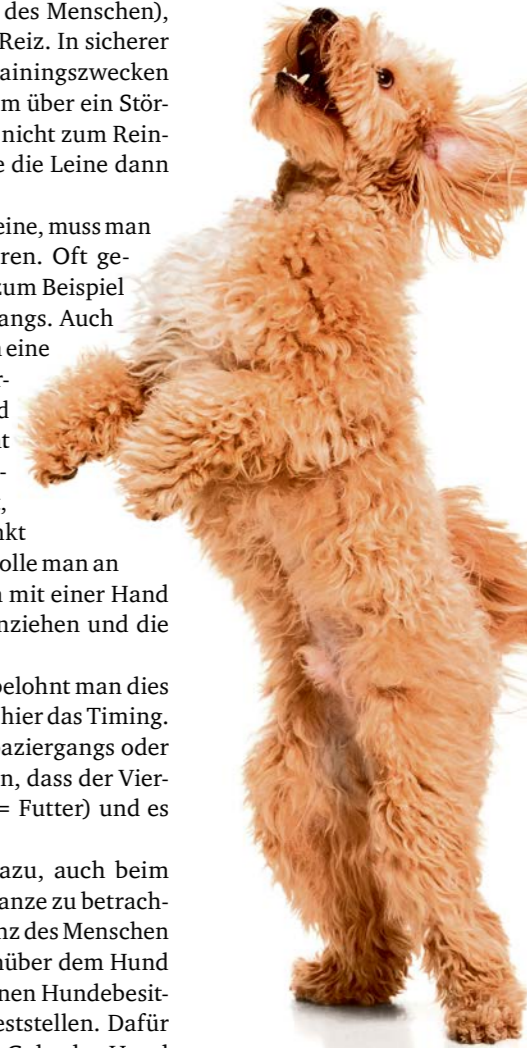 des Menschen),
Reiz. In sicherer
ainingszwecken
m über ein Stör-
nicht zum Rein-
e die Leine dann
eine, muss man
ren. Oft ge-
zum Beispiel
angs. Auch
eine
r-
d
t
-
,
nkt
olle man an
mit einer Hand
nziehen und die
belohnt man dies
hier das Timing.
aziergangs oder
n, dass der Vier-
= Futter) und es
azu, auch beim
anze zu betrach-
nz des Menschen
nüber dem Hund
nen Hundebesit-
eststellen. Dafür